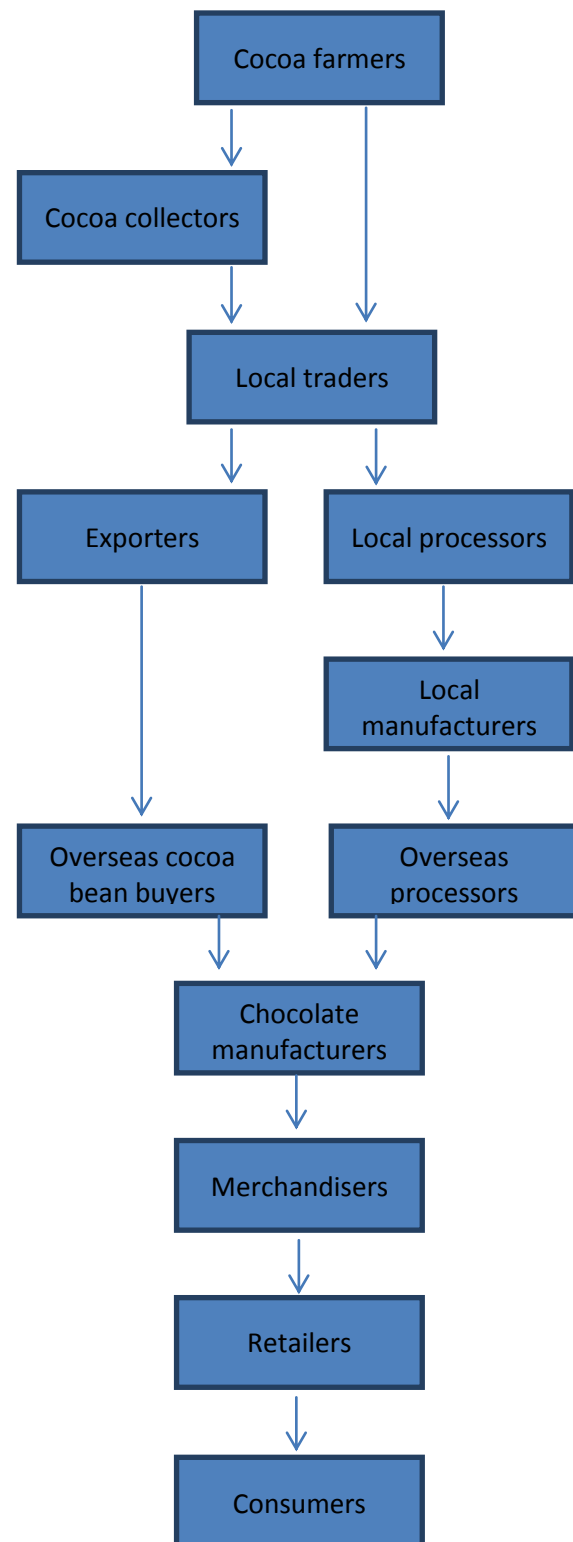 Cocoa farmers
Cocoa collectors
Local traders
Exporters
Local processors
Local
manufacturers
Overseas cocoa
bean buyers
Overseas
processors
Chocolate
manufacturers
Merchandisers
Retailers
Consumers